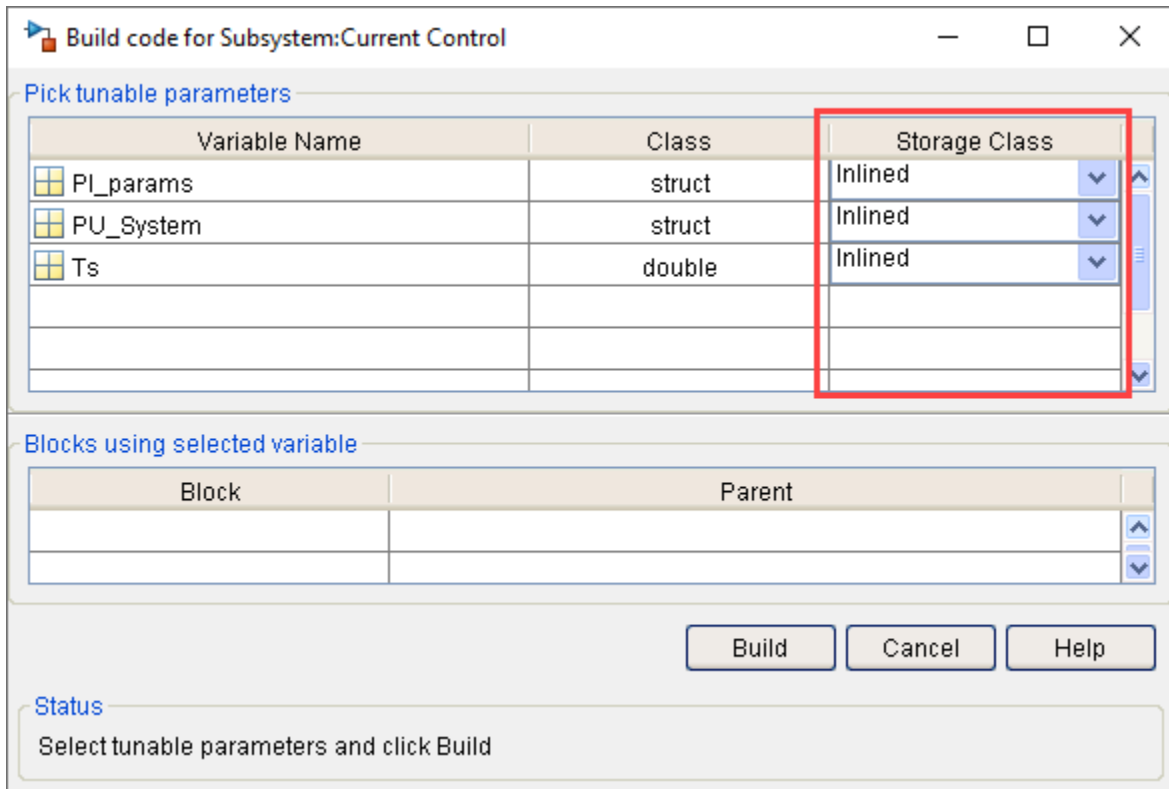 Build code for Subsystem:Current Control
Pick tunable parameters
Variable Name Class Storage Class
PI_params struct Inlined
PU_System struct Inlined
Ts double Inlined
Blocks using selected variable
Block Parent
Build Cancel Help
Status
Select tunable parameters and click Build